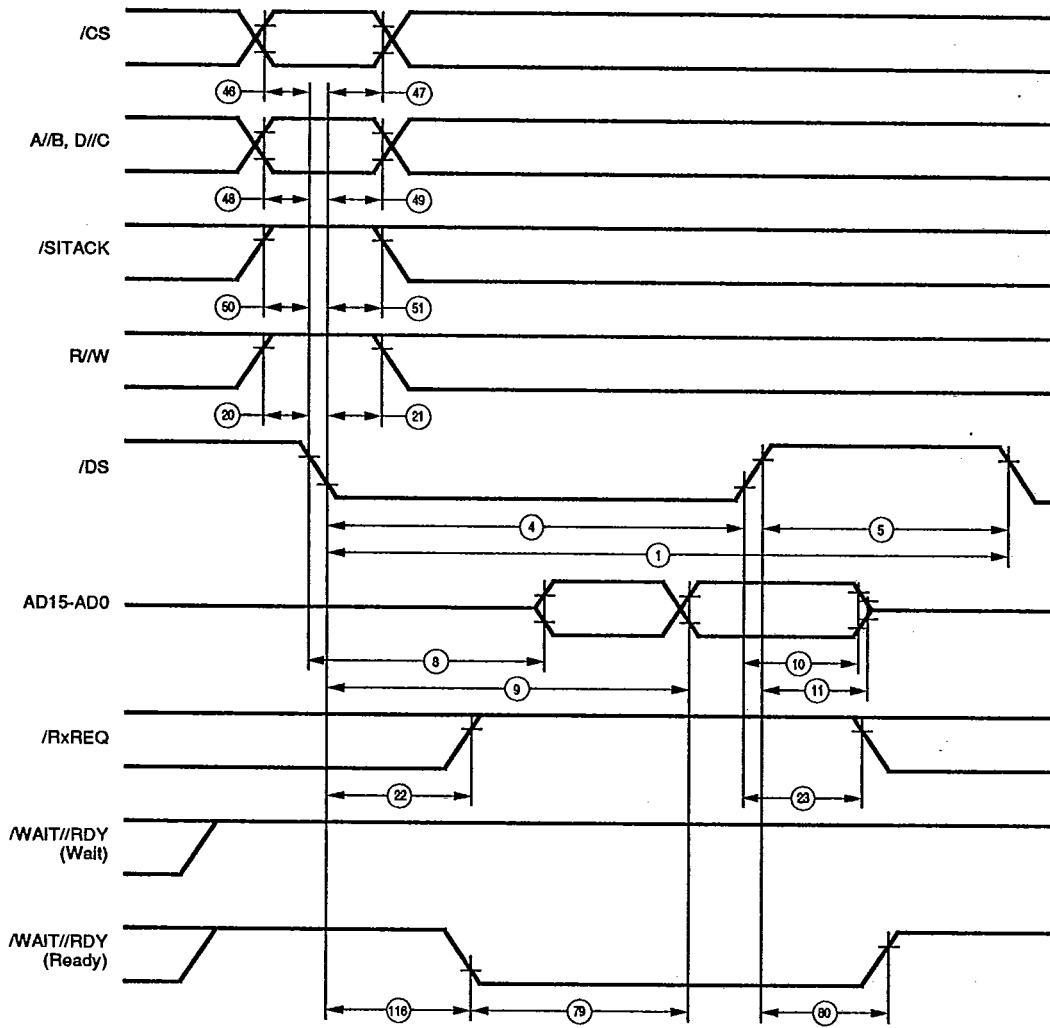 /CS
46
47
A//B, D//C
48
49
/SITACK
50
51
R//W
20
21
/DS
4
5
1
AD15-AD0
8
10
9
11
/RxREQ
22
23
/WAIT//RDY
(Wait)
/WAIT//RDY
(Ready)
116
79
80